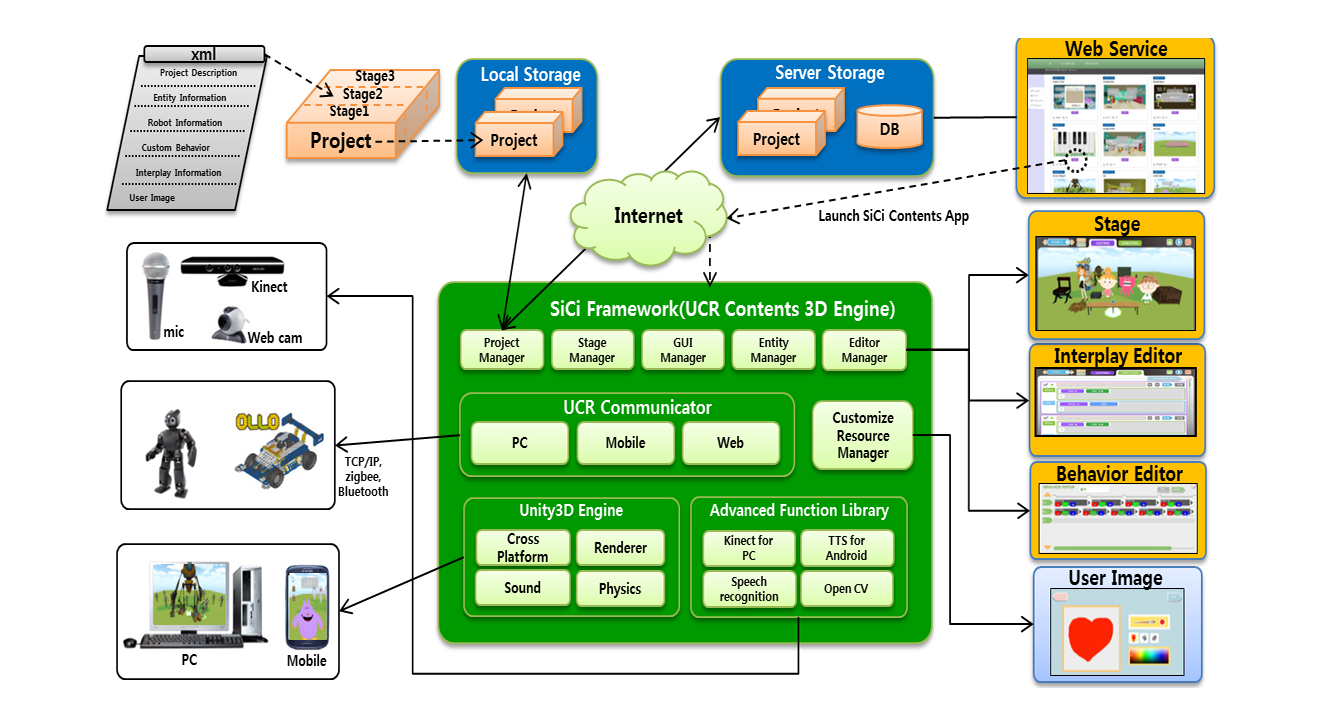 xml
Project Description
Entity Information
Robot Information
Custom Behavior
Interplay Information
User Image
Stage3
Stage2
Stage1
Project
Local Storage
Project
Server Storage
Project
DB
Web Service
Internet
Launch SiCi Contents App
Kinect
mic
Web cam
OLLO
TCP/IP,
zigbee,
Bluetooth
PC
Mobile
SiCi Framework(UCR Contents 3D Engine)
Project
Manager
Stage
Manager
GUI
Manager
Entity
Manager
Editor
Manager
UCR Communicator
PC
Mobile
Web
Customize
Resource
Manager
Unity3D Engine
Cross
Platform
Renderer
Sound
Physics
Advanced Function Library
Kinect for
PC
TTS for
Android
Speech
recognition
Open CV
Stage
Interplay Editor
Behavior Editor
User Image